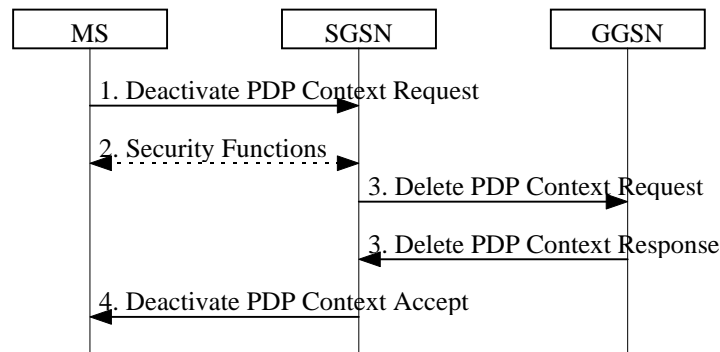 MS SGSN GGSN
1. Deactivate PDP Context Request
2. Security Functions
3. Delete PDP Context Request
3. Delete PDP Context Response
4. Deactivate PDP Context Accept